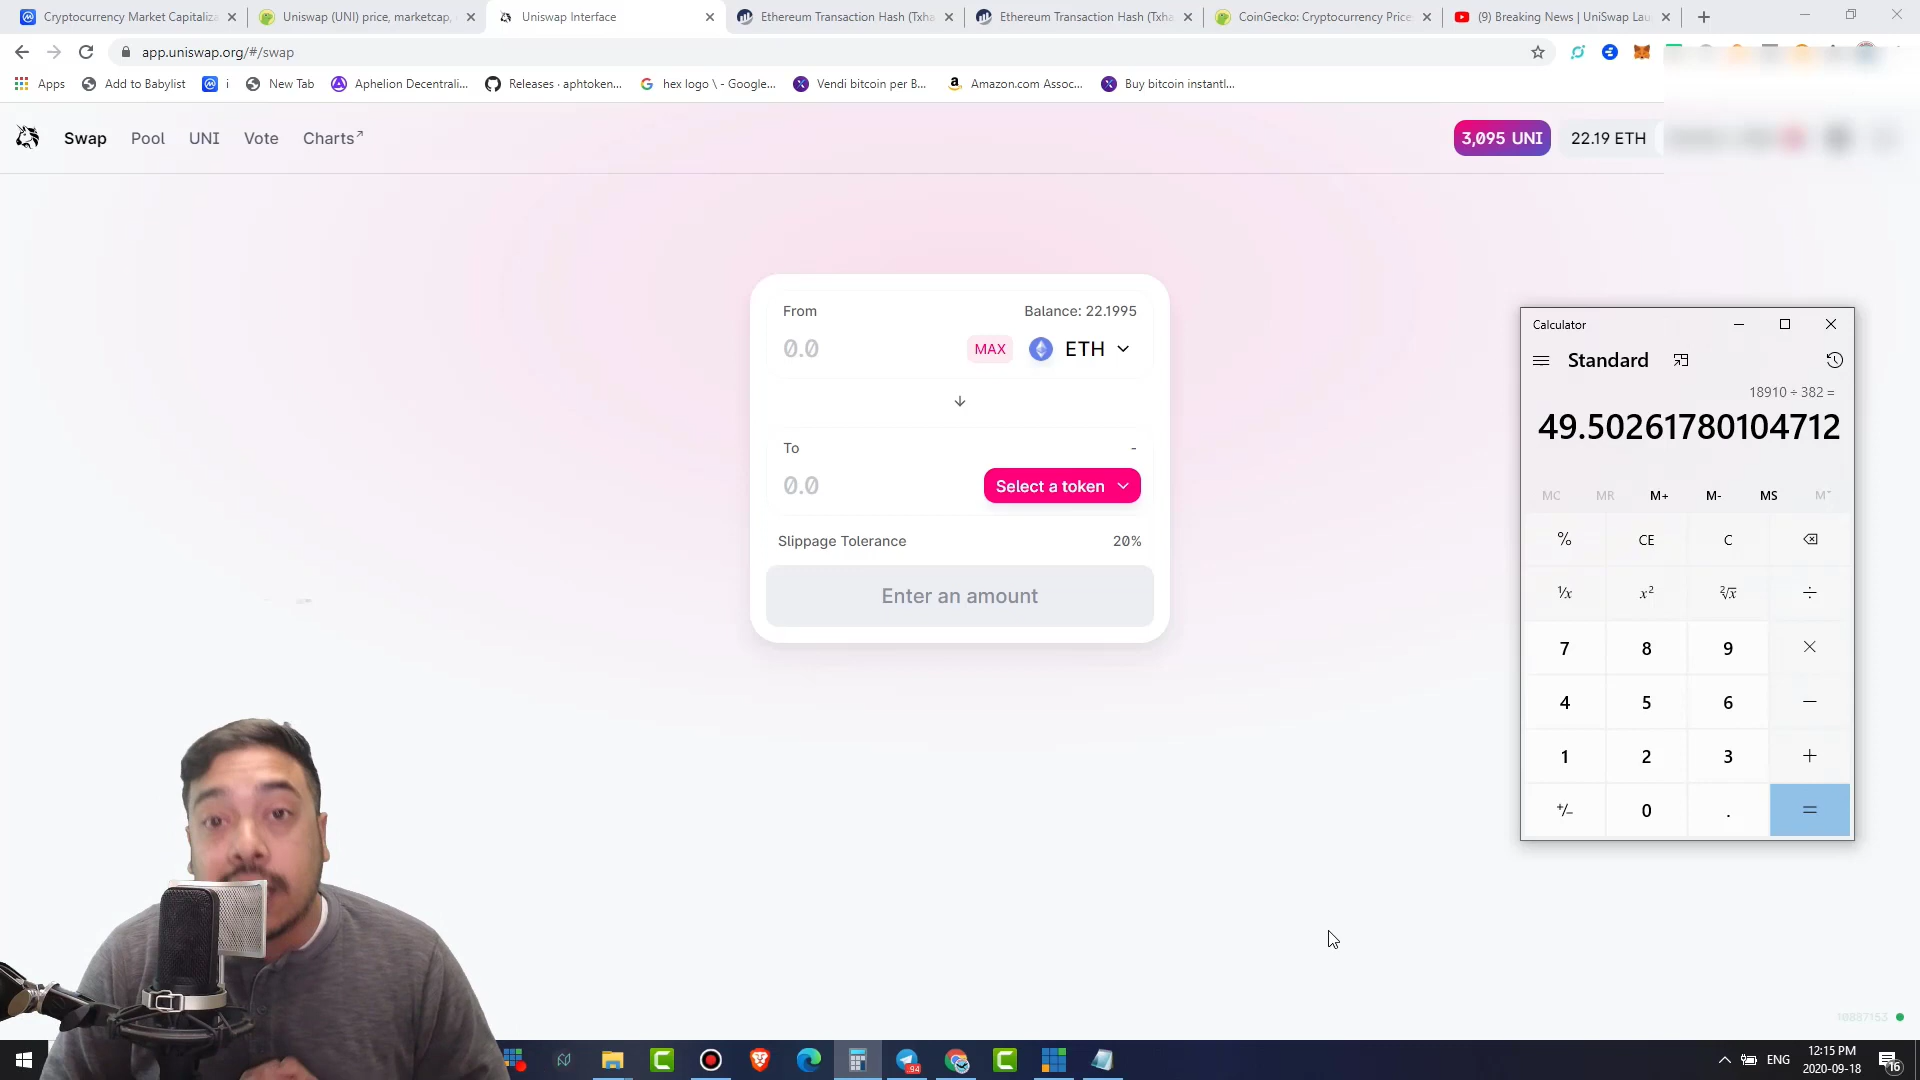 Cryptocurrency Market Capitaliza
Uniswap (UNI) price, marketcap,
Uniswap Interface
Ethereum Transaction Hash (Txha
Ethereum Transaction Hash (Txha
CoinGecko: Cryptocurrency Price
(9) Breaking News | UniSwap Lau
app.uniswap.org/#/swap
Apps
Add to Babylist
i
New Tab
Aphelion Decentrali...
Releases · aphtoken...
hex logo \ - Google...
Vendi bitcoin per B...
Amazon.com Assoc...
Buy bitcoin instantl...
Swap
Pool
UNI
Vote
Charts↗
3,095 UNI
22.19 ETH
From
Balance: 22.1995
0.0
MAX
ETH
To
-
0.0
Select a token
Slippage Tolerance
20%
Enter an amount
Calculator
Standard
18910 ÷ 382 =
49.50261780104712
MC
MR
M+
M-
MS
M˅
%
CE
C
⌫
¹/x
x²
²√x
÷
7
8
9
×
4
5
6
−
1
2
3
+
+/−
0
.
=
10887153
94
ENG
12:15 PM
2020-09-18
16